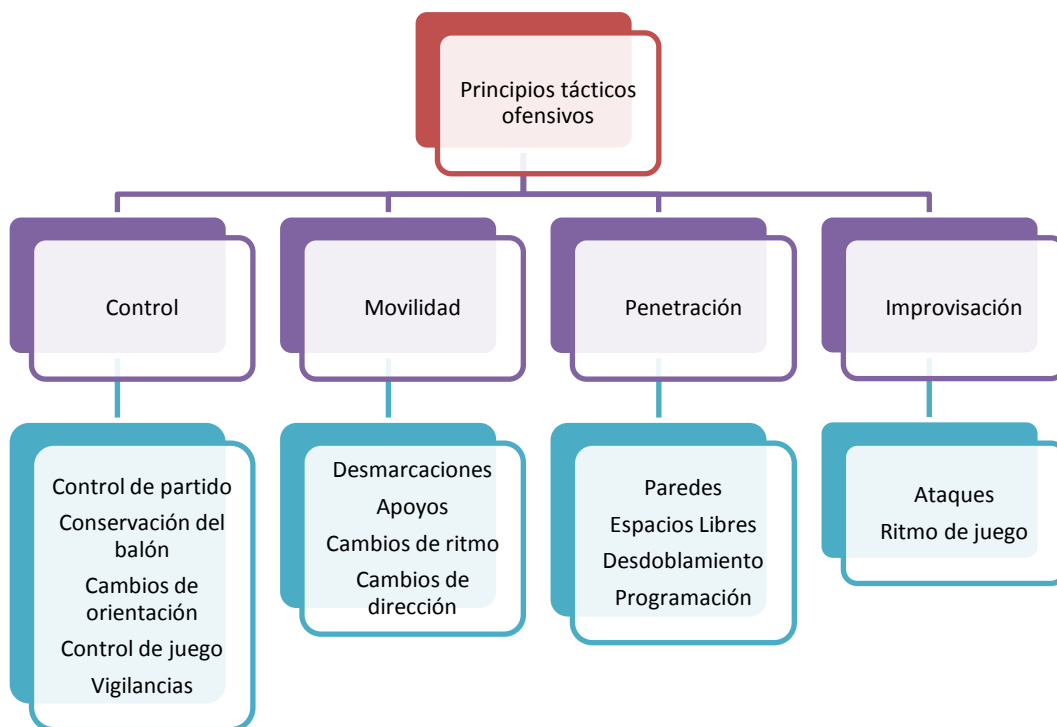 Principios tácticos
ofensivos
Control
Movilidad
Penetración
Improvisación
Control de partido
Conservación del
balón
Cambios de
orientación
Control de juego
Vigilancias
Desmarcaciones
Apoyos
Cambios de ritmo
Cambios de
dirección
Paredes
Espacios Libres
Desdoblamiento
Programación
Ataques
Ritmo de juego